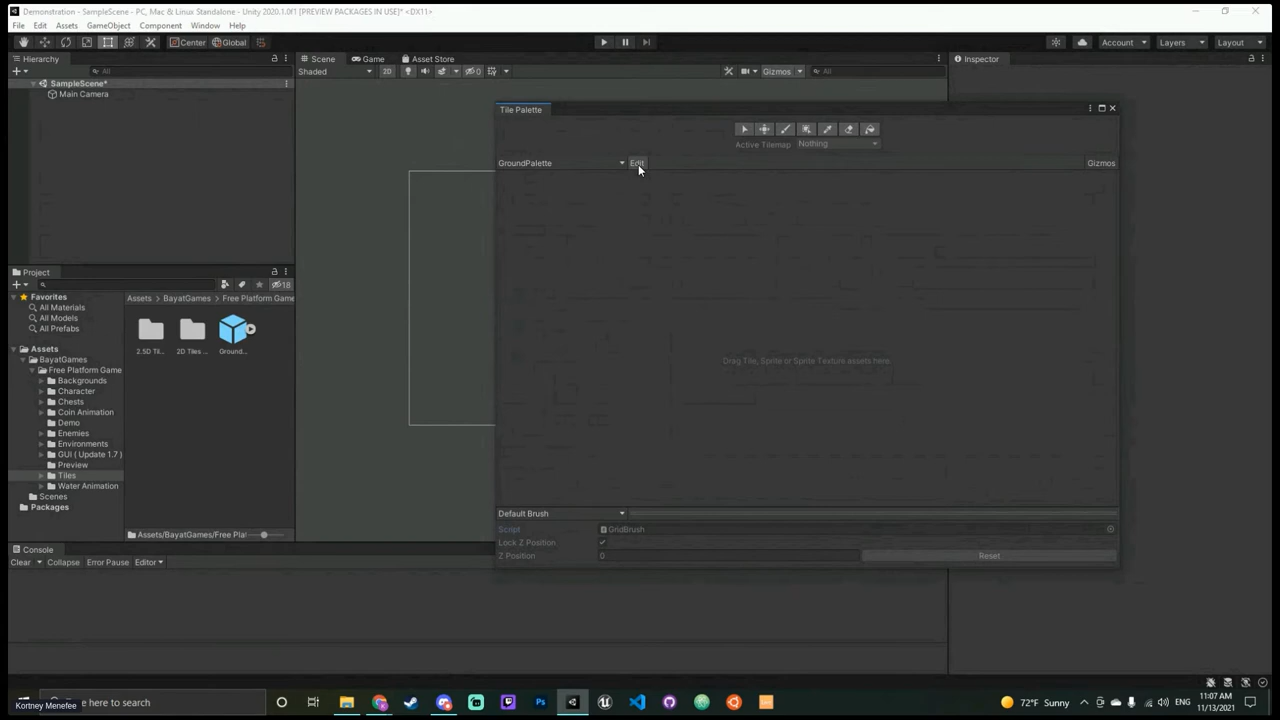 Demonstration - SampleScene - PC, Mac & Linux Standalone - Unity 2020.1.0f1 [PREVIEW PACKAGES IN USE]* <DX11>
File Edit Assets GameObject Component Window Help
Center Global Account Layers Layout
Hierarchy Scene Game Asset Store Inspector
All Shaded 2D 0 Gizmos All
SampleScene*
Main Camera
Tile Palette
Active Tilemap Nothing
GroundPalette Edit Gizmos
Drag Tile, Sprite or Sprite Texture assets here.
Default Brush
Script GridBrush
Lock Z Position
Z Position 0 Reset
Project
18
Favorites
All Materials
All Models
All Prefabs
Assets
BayatGames
Free Platform Game
Backgrounds
Character
Chests
Coin Animation
Demo
Enemies
Environments
GUI ( Update 1.7 )
Preview
Tiles
Water Animation
Scenes
Packages
Assets > BayatGames > Free Platform Game
2.5D Til... 2D Tiles ... Ground...
Assets/BayatGames/Free Pla
Console
Clear Collapse Error Pause Editor
Type here to search
Kortney Menefee
72°F Sunny ENG 11:07 AM
11/13/2021